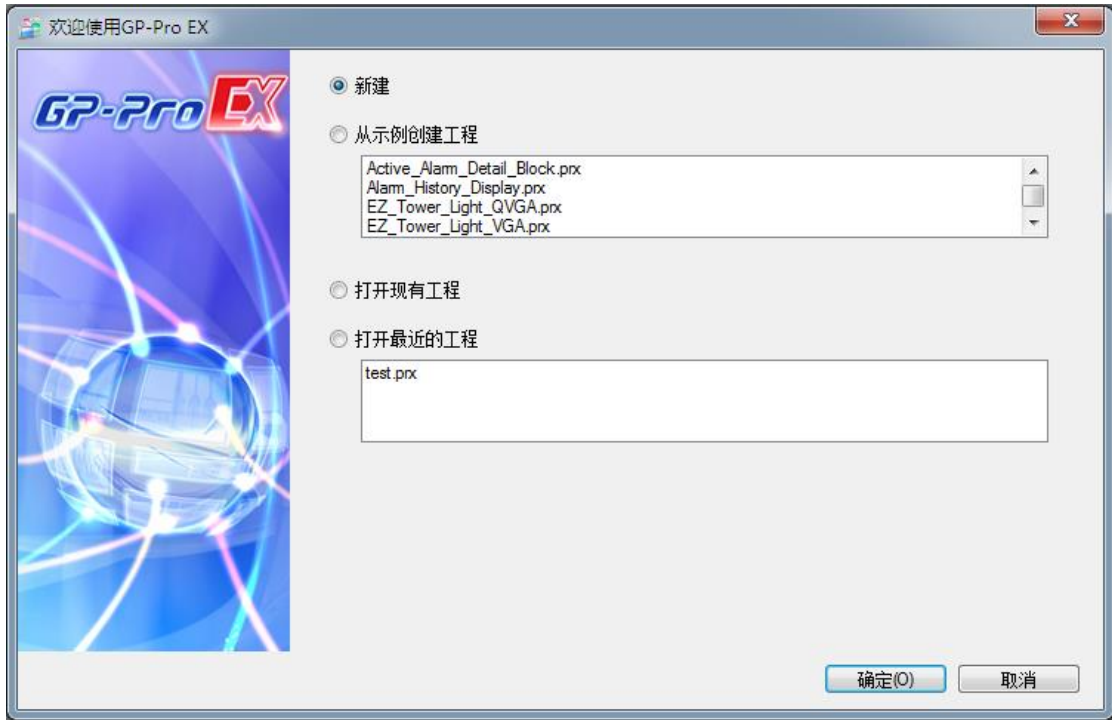 欢迎使用GP-Pro EX
GP-Pro EX
新建
从示例创建工程
Active_Alarm_Detail_Block.prx
Alarm_History_Display.prx
EZ_Tower_Light_QVGA.prx
EZ_Tower_Light_VGA.prx
打开现有工程
打开最近的工程
test.prx
确定(O)
取消